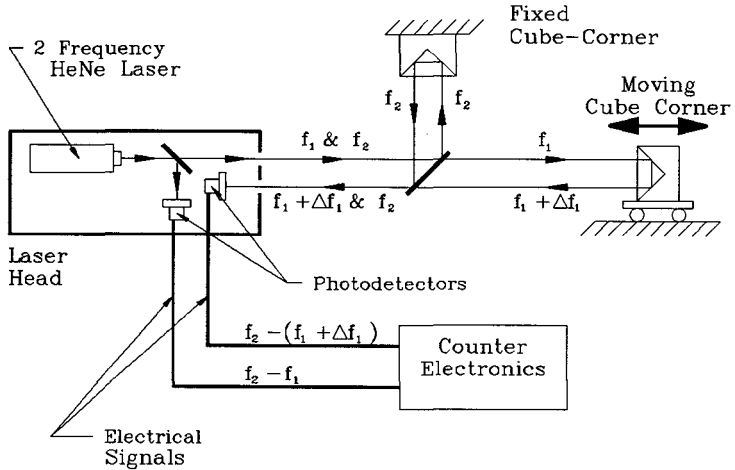 2 Frequency
HeNe Laser
Fixed
Cube-Corner
Moving
Cube Corner
f₂
f₂
f₁ & f₂
f₁
f₁ + Δf₁ & f₂
f₁ + Δf₁
Laser
Head
Photodetectors
f₂ − (f₁ + Δf₁)
f₂ − f₁
Counter
Electronics
Electrical
Signals